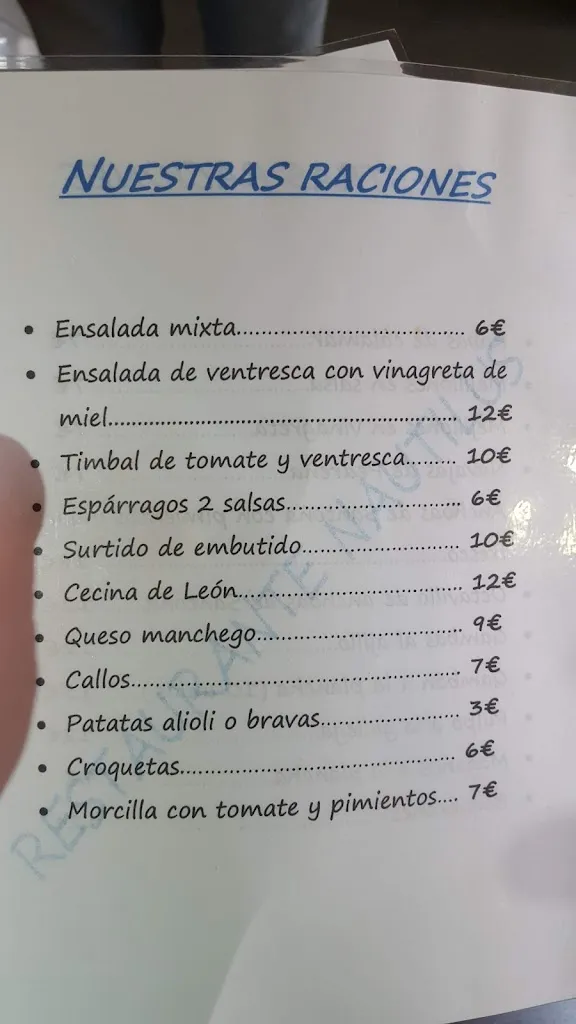 NUESTRAS RACIONES
• Ensalada mixta........................................ 6€
• Ensalada de ventresca con vinagreta de
miel............................................................. 12€
• Timbal de tomate y ventresca......... 10€
• Espárragos 2 salsas............................... 6€
• Surtido de embutido............................ 10€
• Cecina de León........................................ 12€
• Queso manchego.................................... 9€
• Callos.......................................................... 7€
• Patatas alioli o bravas........................ 3€
• Croquetas.................................................. 6€
• Morcilla con tomate y pimientos.... 7€
RESTAURANTE NAUTILUS